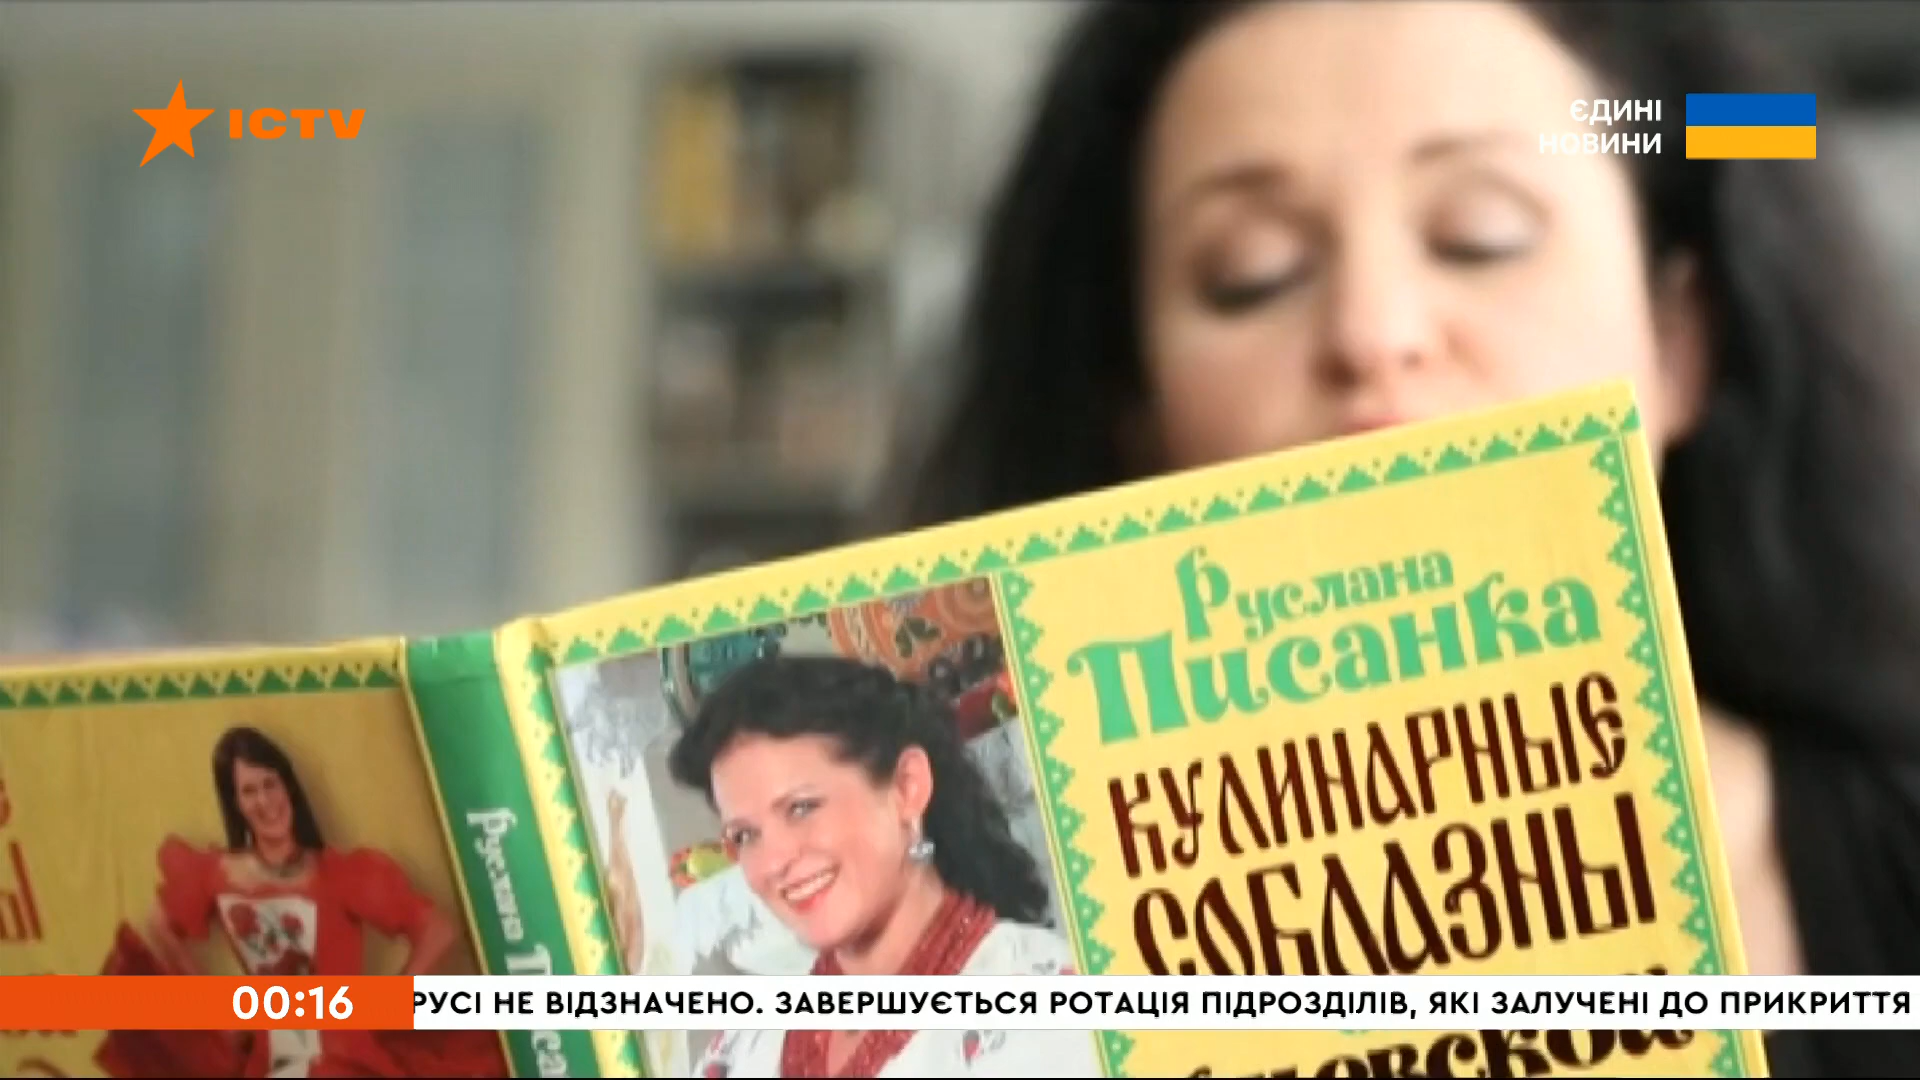 ICTV
ЄДИНІ
НОВИНИ
Руслана
Писанка
КУЛИНАРНЫЕ
СОБЛАЗНЫ
Руслана
00:16
РУСІ НЕ ВІДЗНАЧЕНО. ЗАВЕРШУЄТЬСЯ РОТАЦІЯ ПІДРОЗДІЛІВ, ЯКІ ЗАЛУЧЕНІ ДО ПРИКРИТТЯ